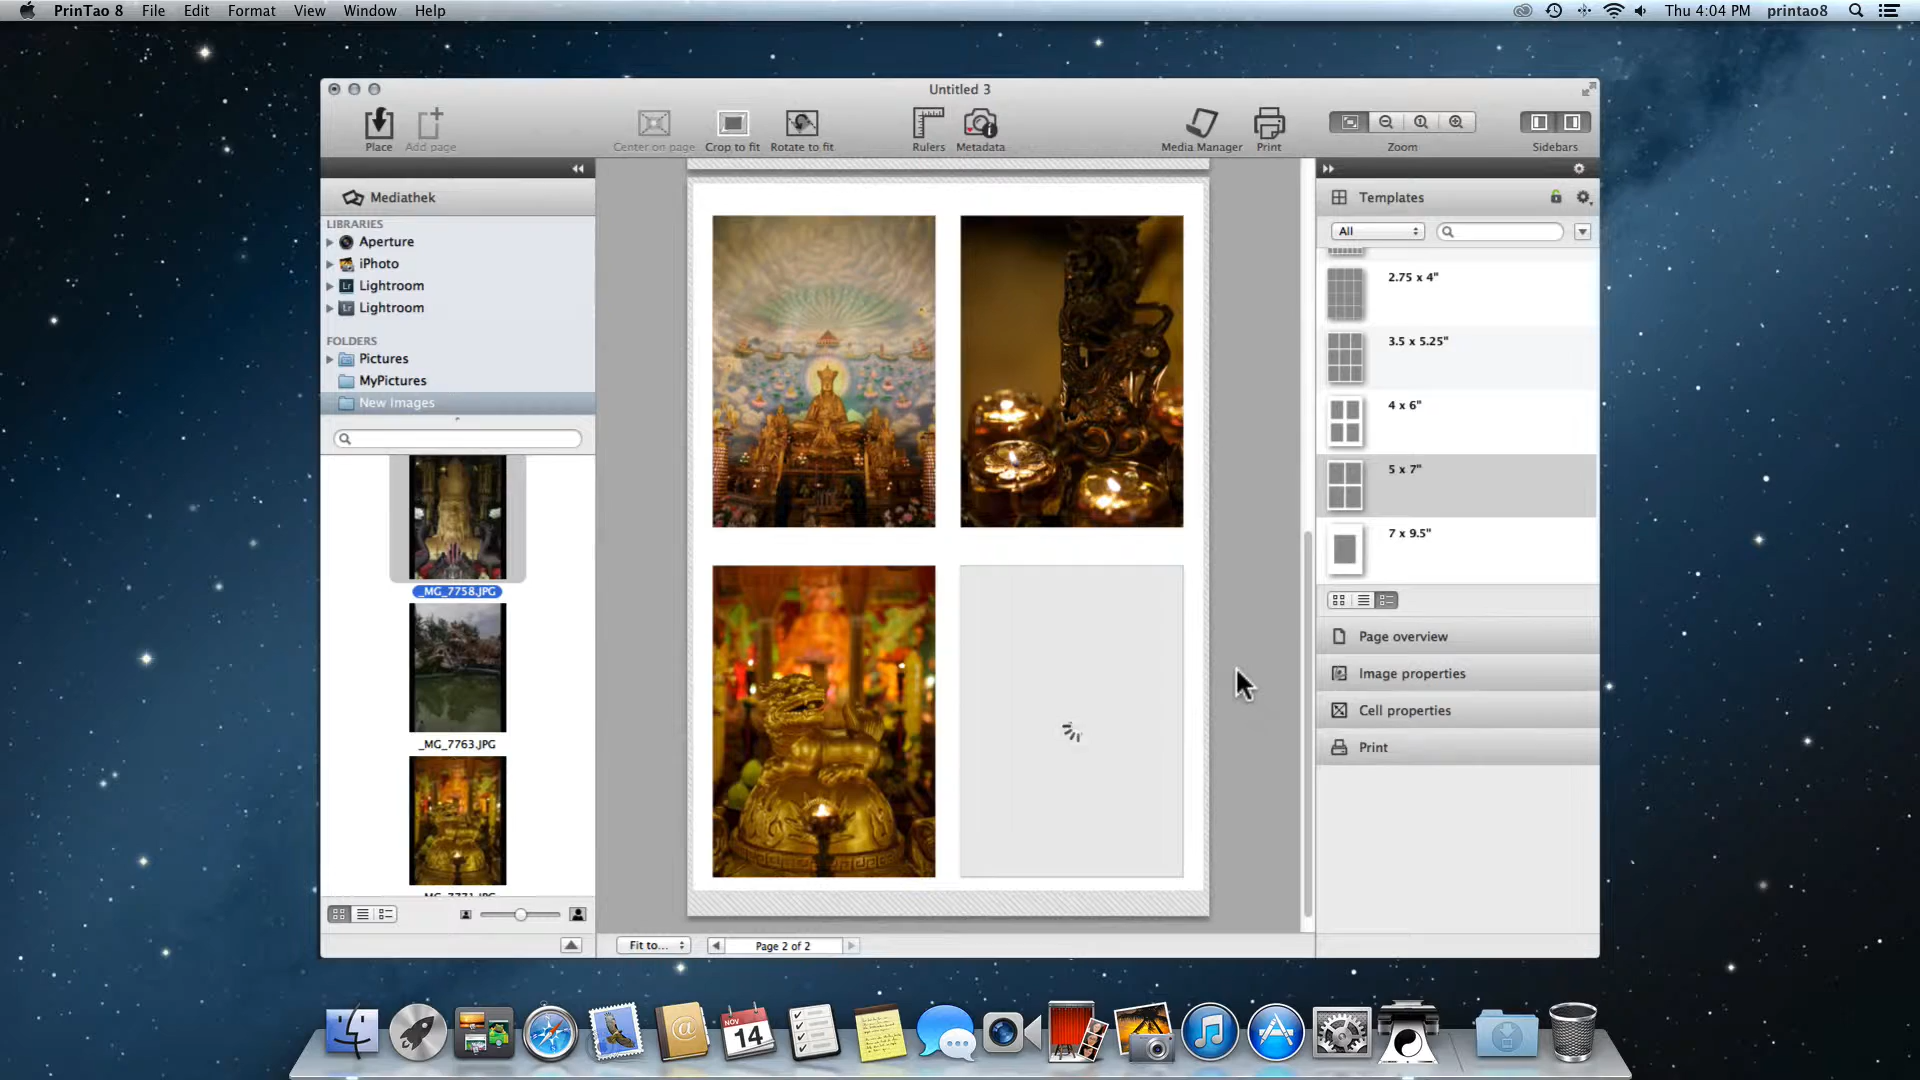 PrinTao 8 File Edit Format View Window Help
Thu 4:04 PM printao8
Untitled 3
Place
Add page
Center on page
Crop to fit
Rotate to fit
Rulers
Metadata
Media Manager
Print
Zoom
Sidebars
Mediathek
LIBRARIES
Aperture
iPhoto
Lr Lightroom
Lr Lightroom
FOLDERS
Pictures
MyPictures
New Images
_MG_7758.JPG
_MG_7763.JPG
Fit to...
Page 2 of 2
Templates
All
2.75 x 4"
3.5 x 5.25"
4 x 6"
5 x 7"
7 x 9.5"
Page overview
Image properties
Cell properties
Print
NOV
14